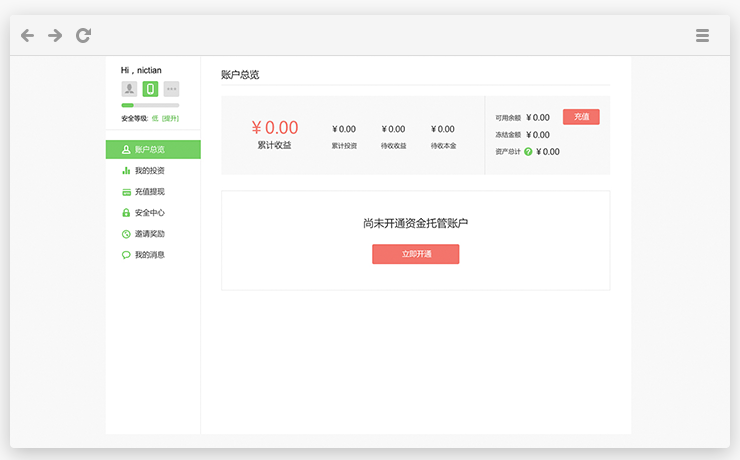 Hi，nictian
安全等级: 低 [提升]
账户总览
我的投资
充值提现
安全中心
邀请奖励
我的消息
账户总览
￥0.00
累计收益
￥0.00
累计投资
￥0.00
待收收益
￥0.00
待收本金
可用余额 ￥0.00 充值
冻结金额 ￥0.00
资产总计 ? ￥0.00
尚未开通资金托管账户
立即开通